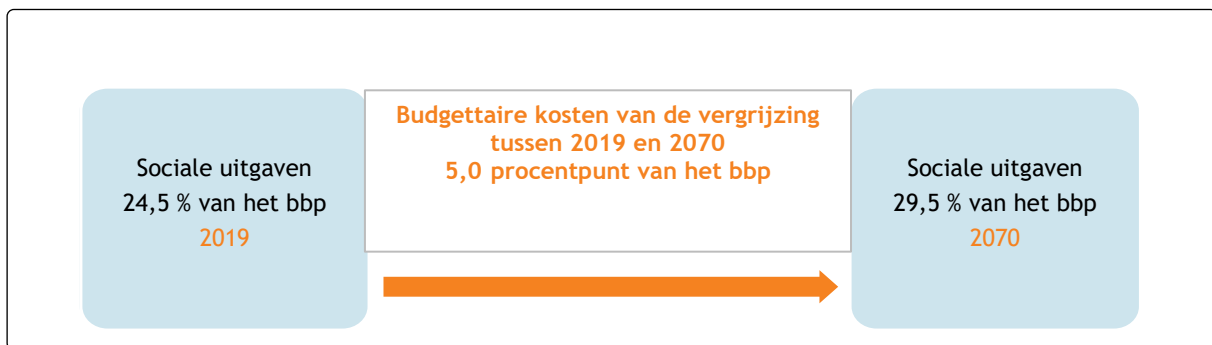 Sociale uitgaven
24,5 % van het bbp
2019
Budgettaire kosten van de vergrijzing
tussen 2019 en 2070
5,0 procentpunt van het bbp
Sociale uitgaven
29,5 % van het bbp
2070